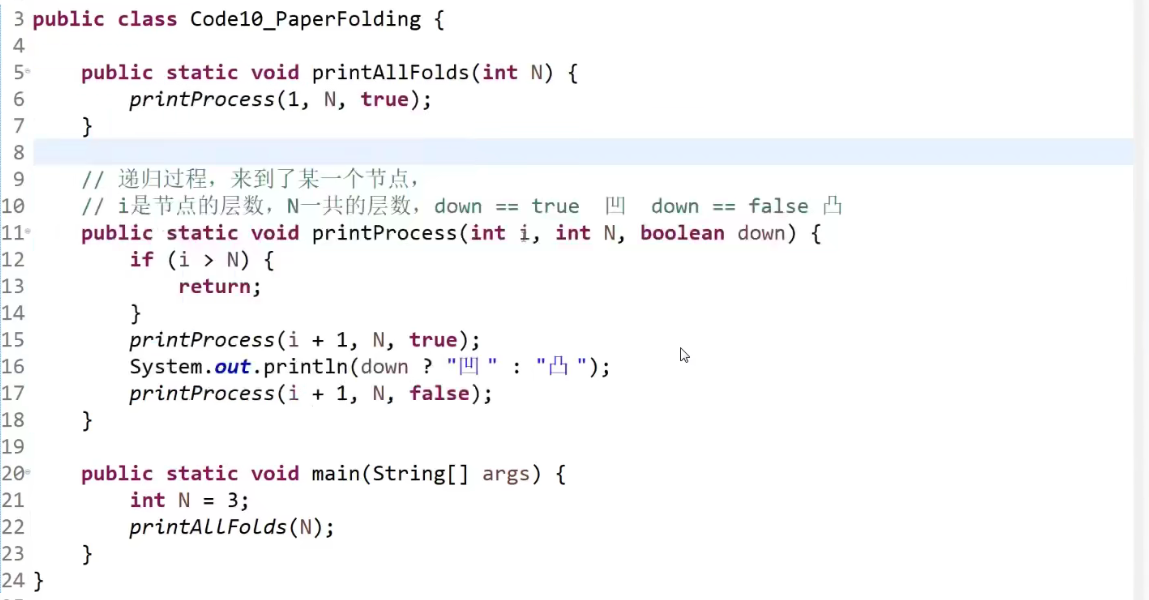 3 public class Code10_PaperFolding {
4
5 public static void printAllFolds(int N) {
6 printProcess(1, N, true);
7 }
8
9 // 递归过程，来到了某一个节点，
10 // i是节点的层数，N一共的层数，down == true 凹 down == false 凸
11 public static void printProcess(int i, int N, boolean down) {
12 if (i > N) {
13 return;
14 }
15 printProcess(i + 1, N, true);
16 System.out.println(down ? "凹 " : "凸 ");
17 printProcess(i + 1, N, false);
18 }
19
20 public static void main(String[] args) {
21 int N = 3;
22 printAllFolds(N);
23 }
24 }